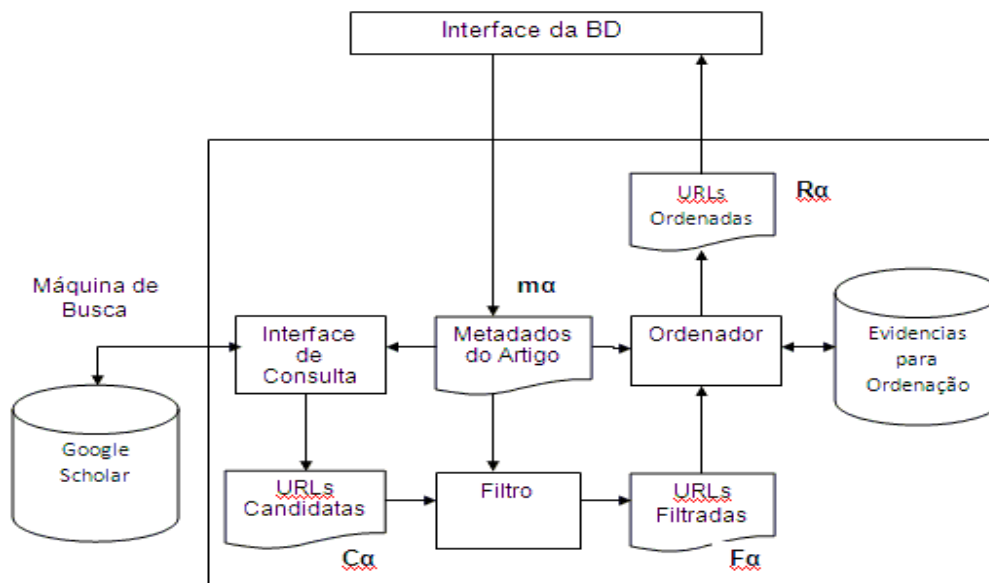 Interface da BD
URLs
Ordenadas
Rα
Máquina de
Busca
mα
Interface
de
Consulta
Metadados
do Artigo
Ordenador
Evidencias
para
Ordenação
Google
Scholar
URLs
Candidatas
Filtro
URLs
Filtradas
Cα
Fα